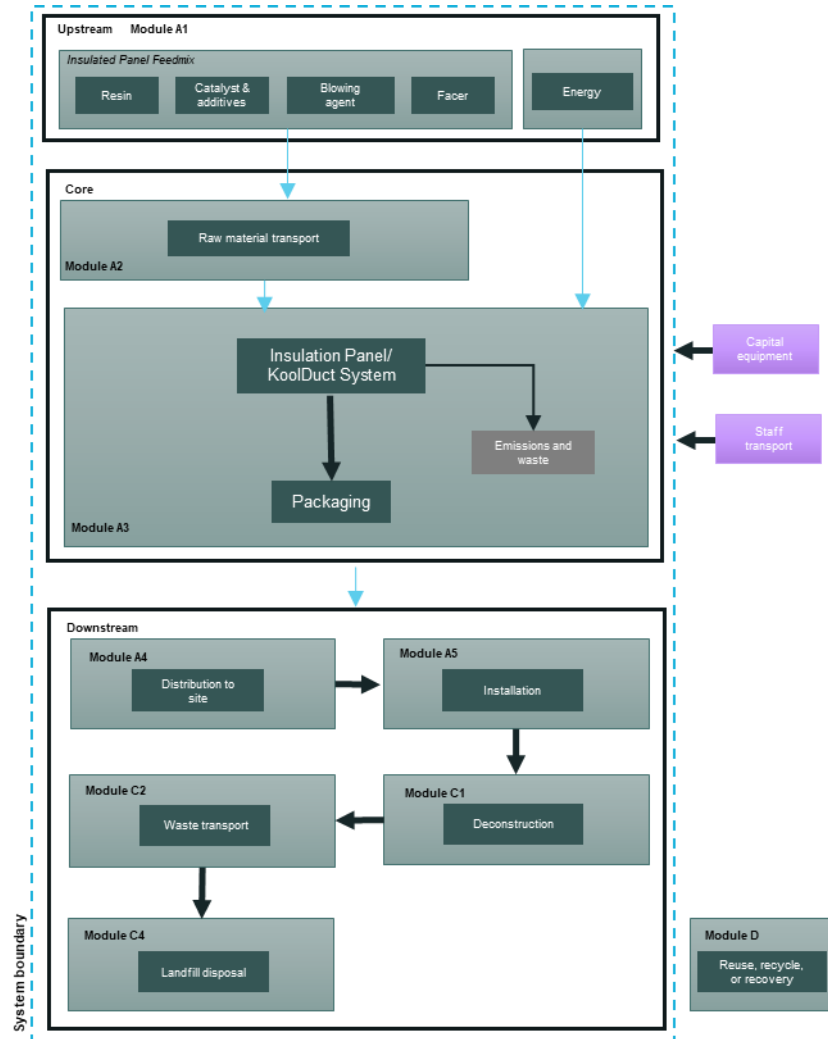 Upstream Module A1
Insulated Panel Feedmix
Resin
Catalyst &
additives
Blowing
agent
Facer
Energy
Core
Raw material transport
Module A2
Insulation Panel/
KoolDuct System
Emissions and
waste
Packaging
Module A3
Capital
equipment
Staff
transport
Downstream
Module A4
Distribution to
site
Module A5
Installation
Module C2
Waste transport
Module C1
Deconstruction
Module C4
Landfill disposal
Module D
Reuse, recycle,
or recovery
System boundary